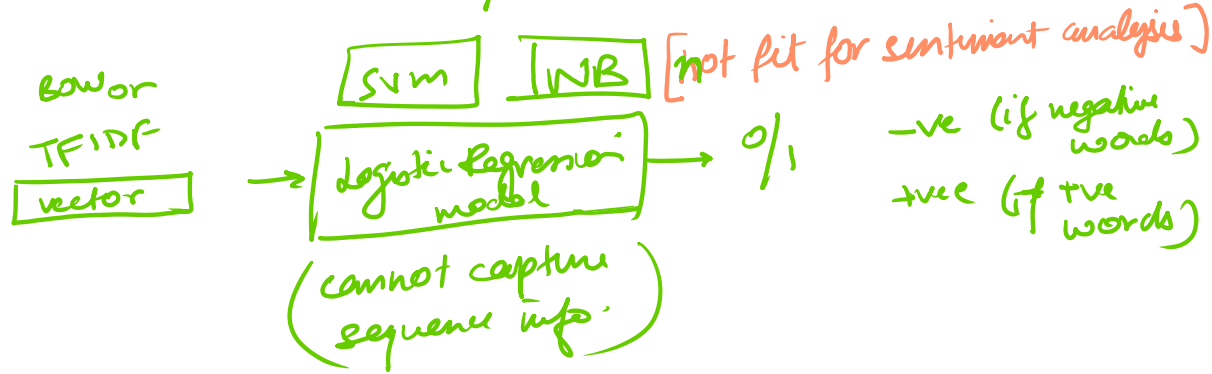 SVM
NB
[not fit for sentiment analysis]
BOW or
TFIDF
vector
Logistic Regression
model
0/1
-ve (if negative
words)
+vee (if +ve
words)
(cannot capture
sequence info.)